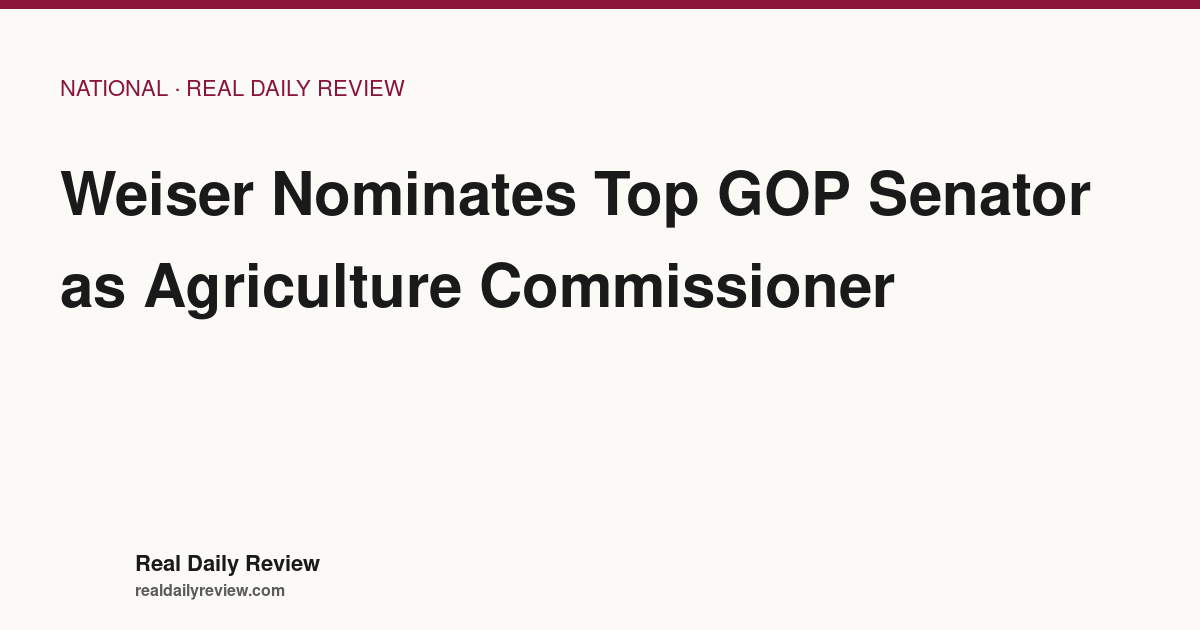 NATIONAL · REAL DAILY REVIEW
Weiser Nominates Top GOP Senator
as Agriculture Commissioner
Real Daily Review
realdailyreview.com